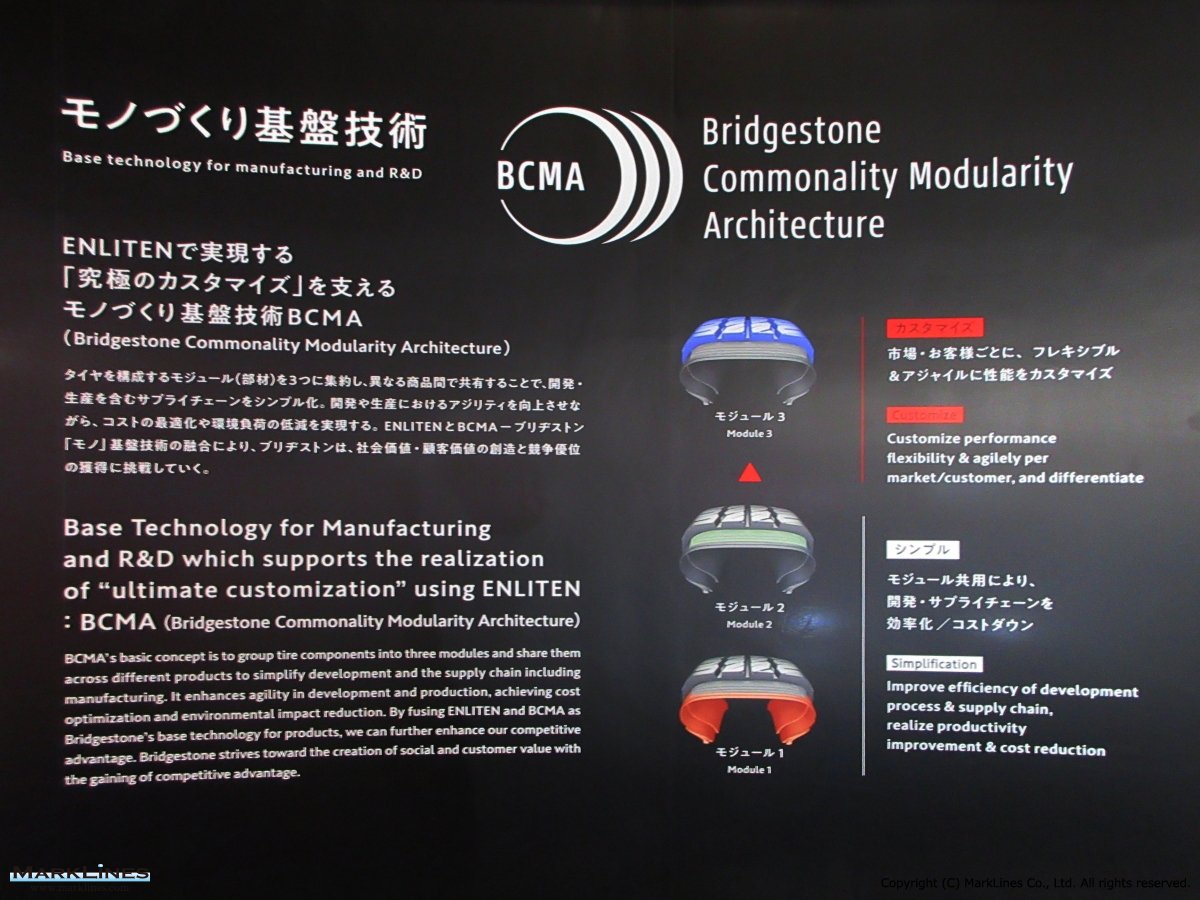 モノづくり基盤技術
Base technology for manufacturing and R&D
BCMA
Bridgestone
Commonality Modularity
Architecture
ENLITENで実現する
「究極のカスタマイズ」を支える
モノづくり基盤技術BCMA
(Bridgestone Commonality Modularity Architecture)
タイヤを構成するモジュール(部材)を3つに集約し、異なる商品間で共有することで、開発・
生産を含むサプライチェーンをシンプル化。開発や生産におけるアジリティを向上させな
がら、コストの最適化や環境負荷の低減を実現する。ENLITENとBCMAーブリヂストン
「モノ」基盤技術の融合により、ブリヂストンは、社会価値・顧客価値の創造と競争優位
の獲得に挑戦していく。
Base Technology for Manufacturing
and R&D which supports the realization
of “ultimate customization” using ENLITEN
: BCMA (Bridgestone Commonality Modularity Architecture)
BCMA"s basic concept is to group tire components into three modules and share them
across different products to simplify development and the supply chain including
manufacturing. It enhances agility in development and production, achieving cost
optimization and environmental impact reduction. By fusing ENLITEN and BCMA as
Bridgestone"s base technology for products, we can further enhance our competitive
advantage. Bridgestone strives toward the creation of social and customer value with
the gaining of competitive advantage.
モジュール 3
Module 3
モジュール 2
Module 2
モジュール 1
Module 1
カスタマイズ
市場・お客様ごとに、フレキシブル
&アジャイルに性能をカスタマイズ
Customize
Customize performance
flexibility & agilely per
market/customer, and differentiate
シンプル
モジュール共用により、
開発・サプライチェーンを
効率化/コストダウン
Simplification
Improve efficiency of development
process & supply chain,
realize productivity
improvement & cost reduction
MARKLINES
www.marklines.com
Copyright (C) MarkLines Co., Ltd. All rights reserved.